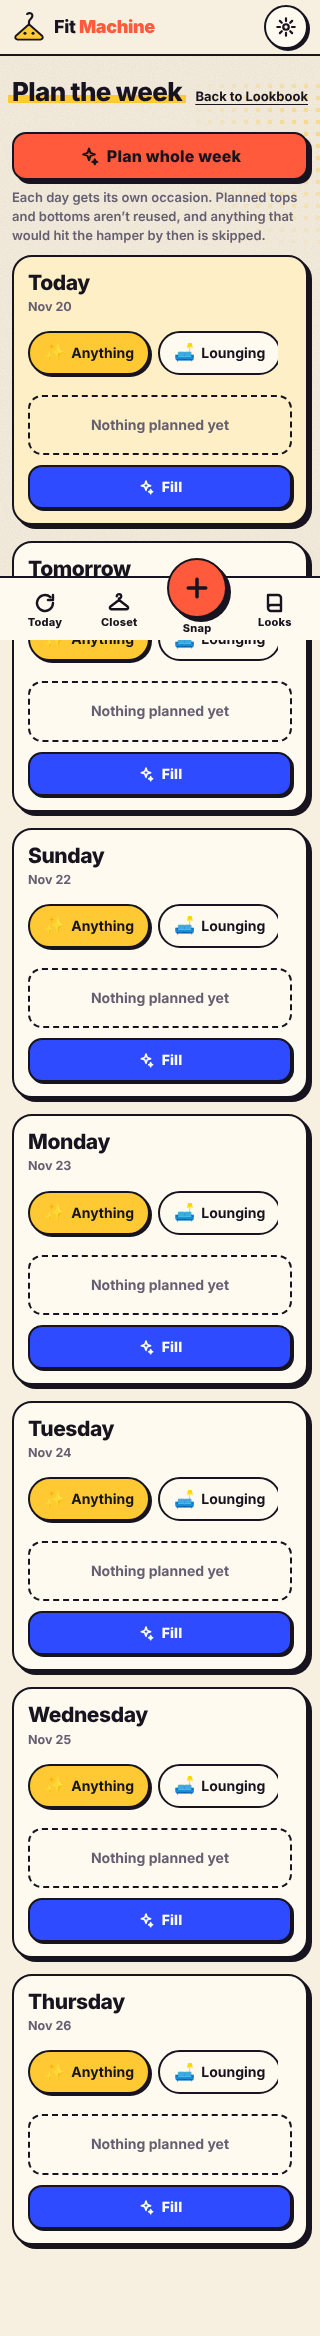 Fit Machine
Plan the week
Back to Lookbook
Plan whole week
Each day gets its own occasion. Planned tops
and bottoms aren’t reused, and anything that
would hit the hamper by then is skipped.
Today
Nov 20
Anything
Lounging
Nothing planned yet
Fill
Tomorrow
Today
Closet
Snap
Looks
Anything
Lounging
Nothing planned yet
Fill
Sunday
Nov 22
Anything
Lounging
Nothing planned yet
Fill
Monday
Nov 23
Anything
Lounging
Nothing planned yet
Fill
Tuesday
Nov 24
Anything
Lounging
Nothing planned yet
Fill
Wednesday
Nov 25
Anything
Lounging
Nothing planned yet
Fill
Thursday
Nov 26
Anything
Lounging
Nothing planned yet
Fill